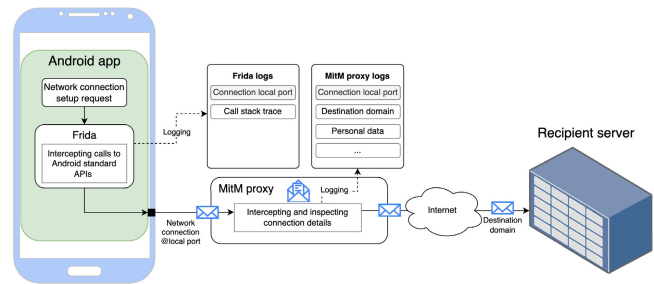 Android app
Network connection
setup request
Frida
Intercepting calls to
Android standard
APIs
Logging
Frida logs
Connection local port
Call stack trace
MitM proxy logs
Connection local port
Destination domain
Personal data
...
MitM proxy
Logging
Intercepting and inspecting
connection details
Network
connection
@local port
Internet
Destination
domain
Recipient server